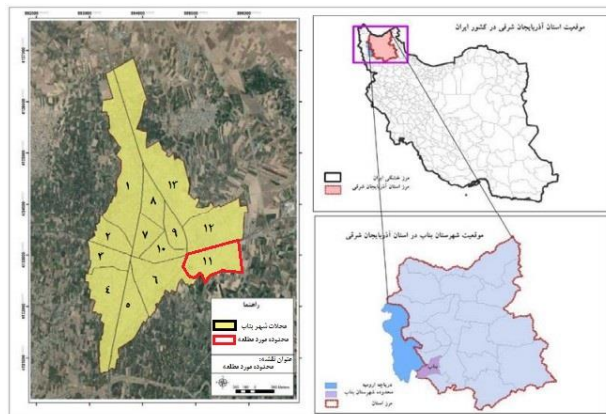 ۱
۲
۳
۴
۵
۶
۷
۸
۹
۱۰
۱۱
۱۲
۱۳
راهنما
محلات شهر بناب
محدوده مورد مطالعه
عنوان نقشه:
محدوده مورد مطالعه
موقعیت استان آذربایجان شرقی در کشور ایران
مرز خشکی ایران
مرز استان آذربایجان شرقی
موقعیت شهرستان بناب در استان آذربایجان شرقی
دریاچه ارومیه
محدوده شهرستان بناب
مرز استان